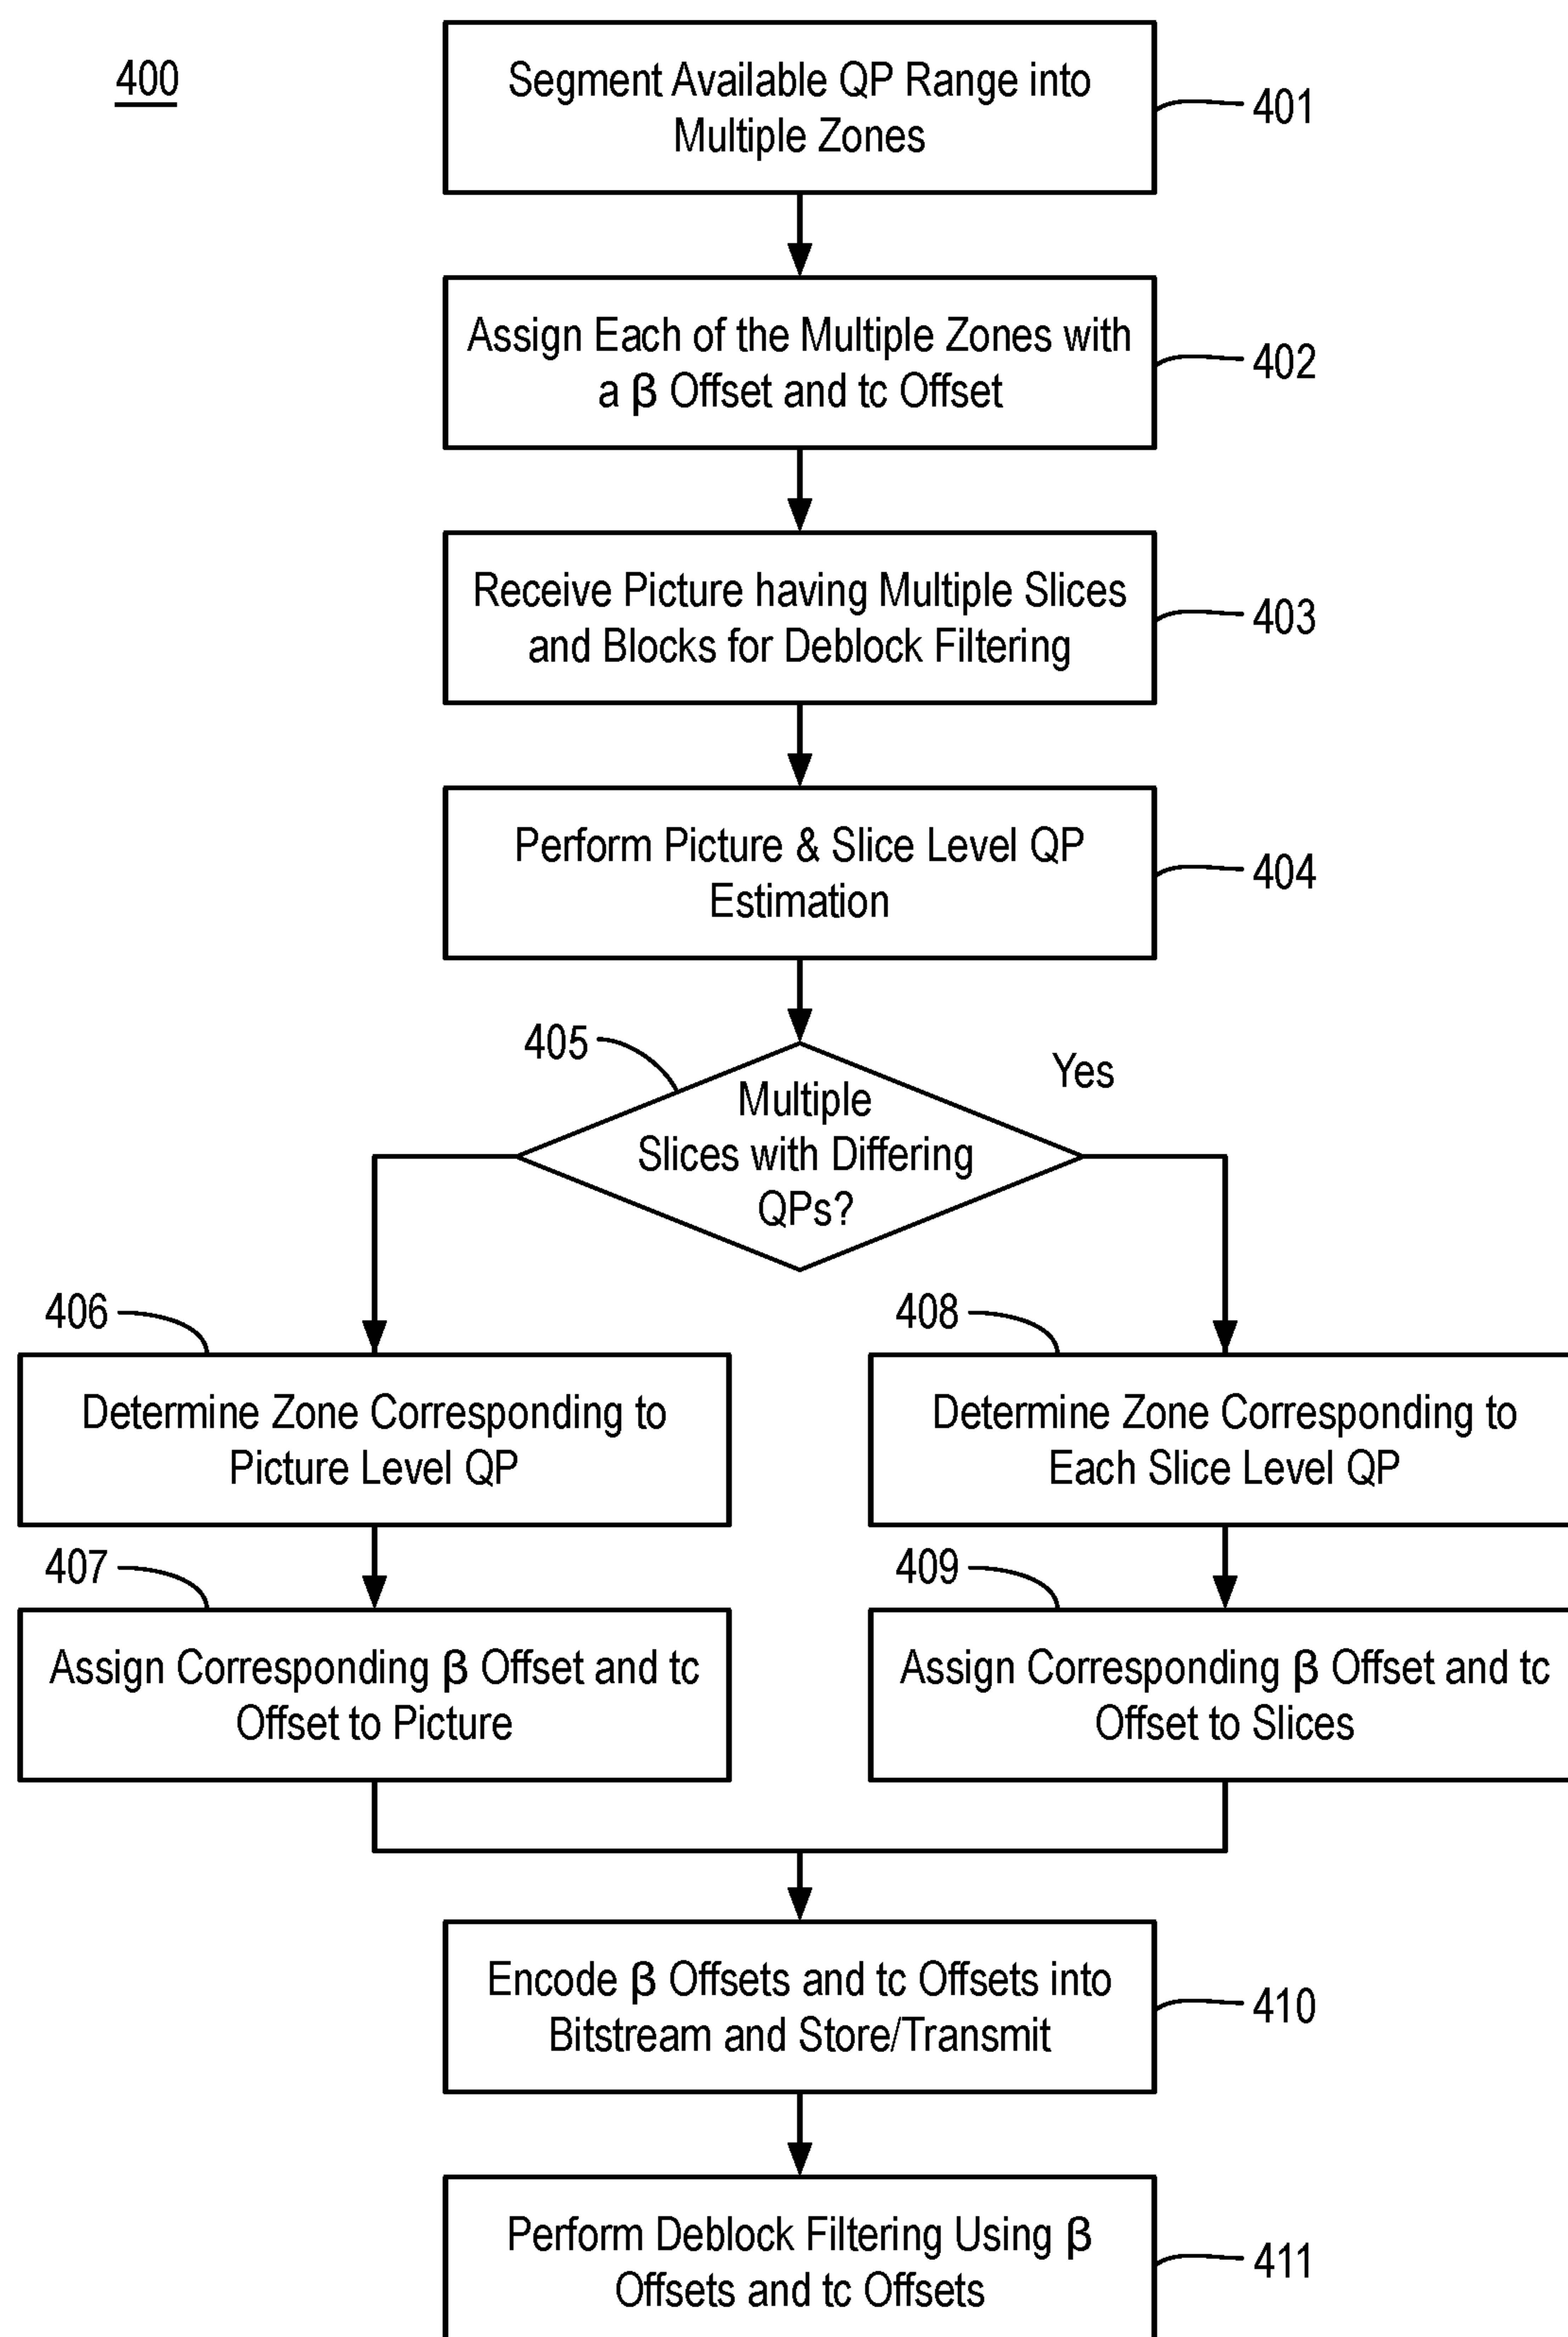 400
Segment Available QP Range into
Multiple Zones
401
Assign Each of the Multiple Zones with
a β Offset and tc Offset
402
Receive Picture having Multiple Slices
and Blocks for Deblock Filtering
403
Perform Picture & Slice Level QP
Estimation
404
405
Yes
Multiple
Slices with Differing
QPs?
406
Determine Zone Corresponding to
Picture Level QP
407
Assign Corresponding β Offset and tc
Offset to Picture
408
Determine Zone Corresponding to
Each Slice Level QP
409
Assign Corresponding β Offset and tc
Offset to Slices
Encode β Offsets and tc Offsets into
Bitstream and Store/Transmit
410
Perform Deblock Filtering Using β
Offsets and tc Offsets
411